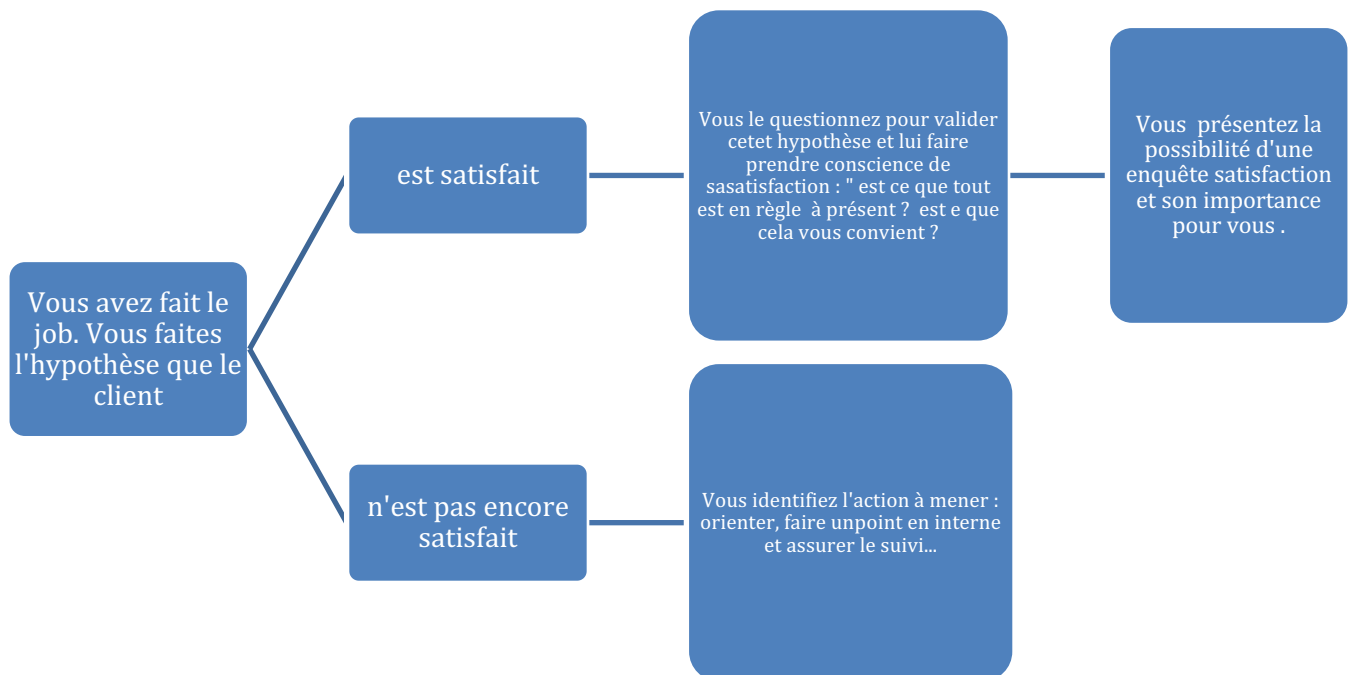 Vous avez fait le
job. Vous faites
l'hypothèse que le
client
est satisfait
Vous le questionnez pour valider
cetet hypothèse et lui faire
prendre conscience de
sasatisfaction : " est ce que tout
est en règle  à présent ?  est e que
cela vous convient ?
Vous  présentez la
possibilité d'une
enquête satisfaction
et son importance
pour vous .
n'est pas encore
satisfait
Vous identifiez l'action à mener :
orienter, faire unpoint en interne
et assurer le suivi...